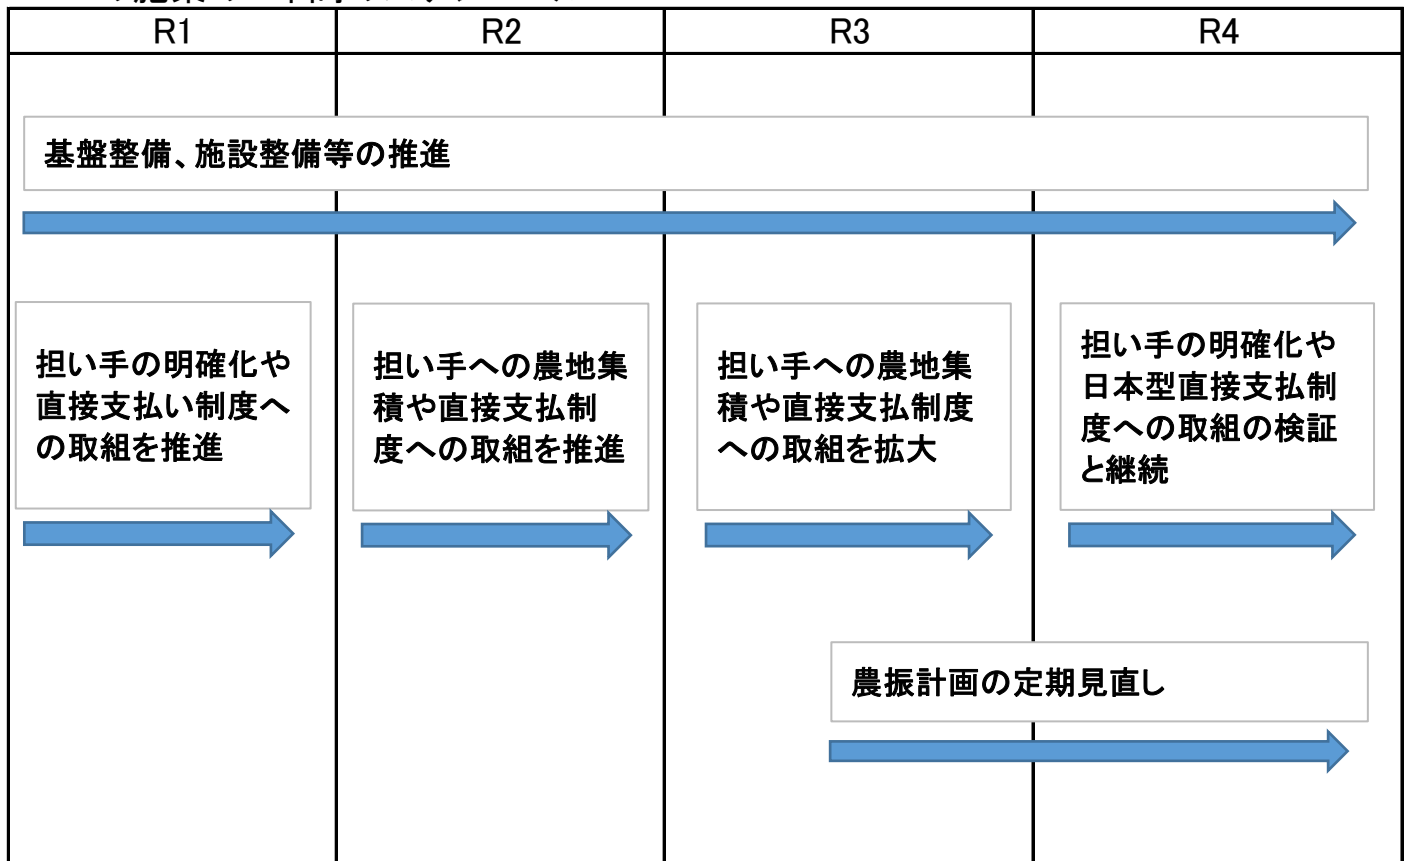 R1 R2 R3 R4
基盤整備、施設整備等の推進
担い手の明確化や
直接支払い制度へ
の取組を推進
担い手への農地集
積や直接支払制
度への取組を推進
担い手への農地集
積や直接支払制度
への取組を拡大
担い手の明確化や
日本型直接支払制
度への取組の検証
と継続
農振計画の定期見直し